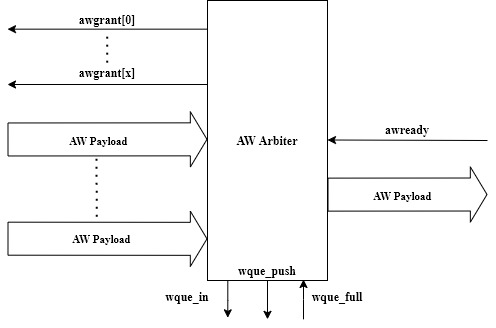 awgrant[0]
awgrant[x]
AW Payload
AW Arbiter
awready
AW Payload
AW Payload
wque_push
wque_in
wque_full